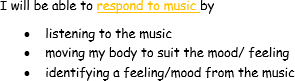 I will be able to respond to music by
• listening to the music
• moving my body to suit the mood/ feeling
• identifying a feeling/mood from the music